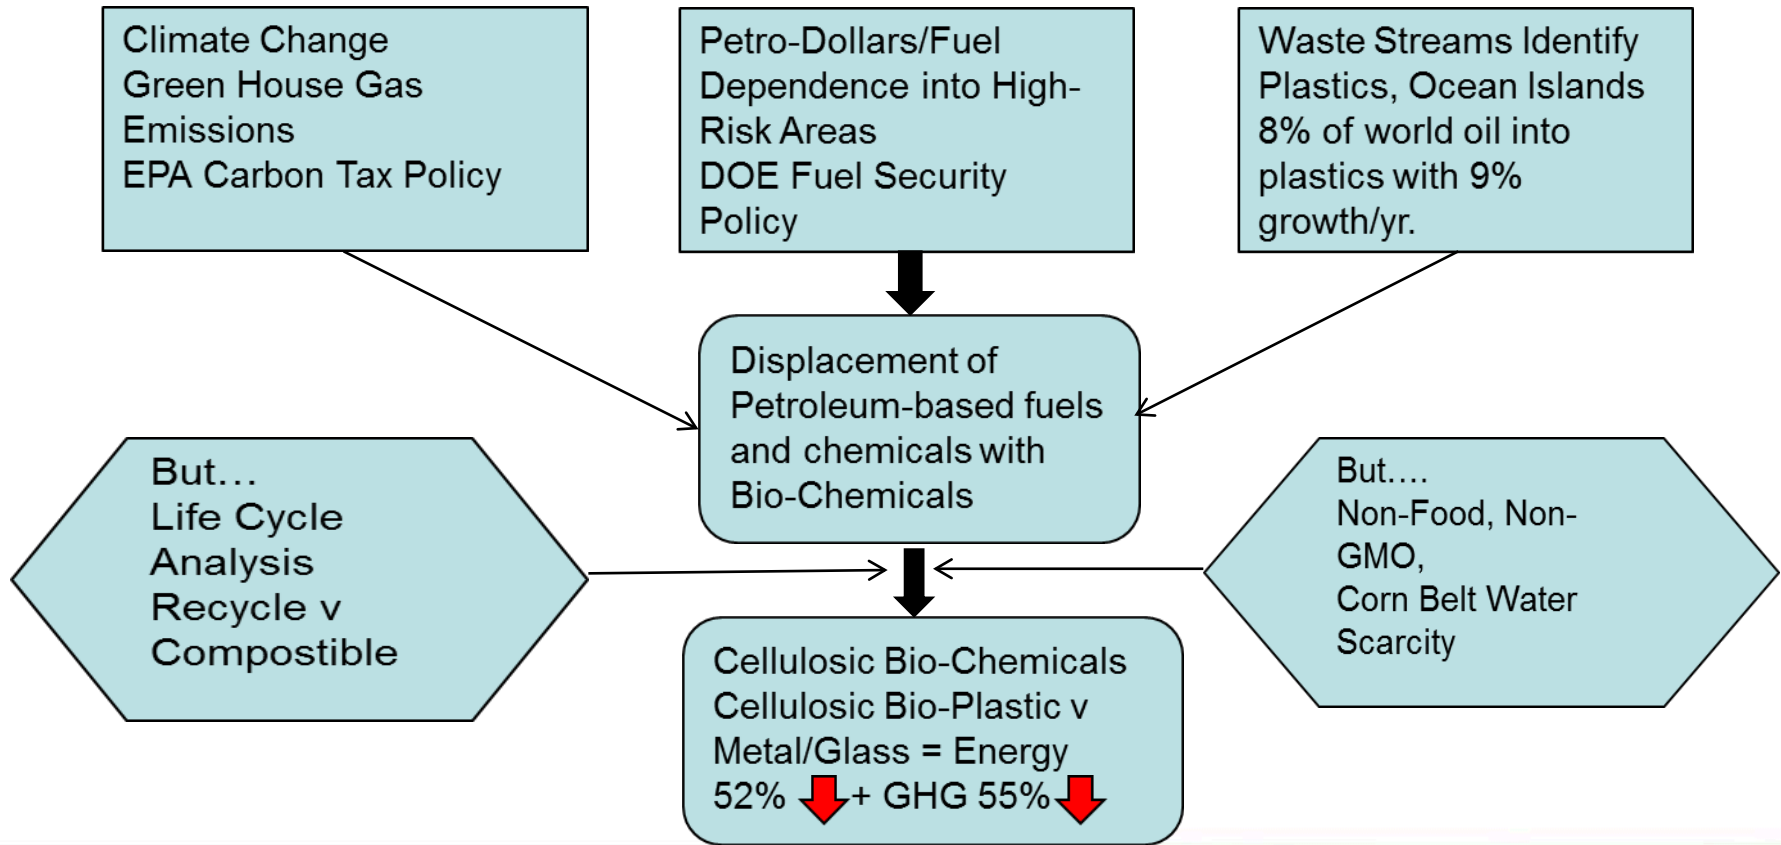 Climate Change
Green House Gas
Emissions
EPA Carbon Tax Policy
Petro-Dollars/Fuel
Dependence into High-
Risk Areas
DOE Fuel Security
Policy
Waste Streams Identify
Plastics, Ocean Islands
8% of world oil into
plastics with 9%
growth/yr.
Displacement of
Petroleum-based fuels
and chemicals with
Bio-Chemicals
But...
Life Cycle
Analysis
Recycle v
Compostible
But....
Non-Food, Non-
GMO,
Corn Belt Water
Scarcity
Cellulosic Bio-Chemicals
Cellulosic Bio-Plastic v
Metal/Glass = Energy
52% + GHG 55%